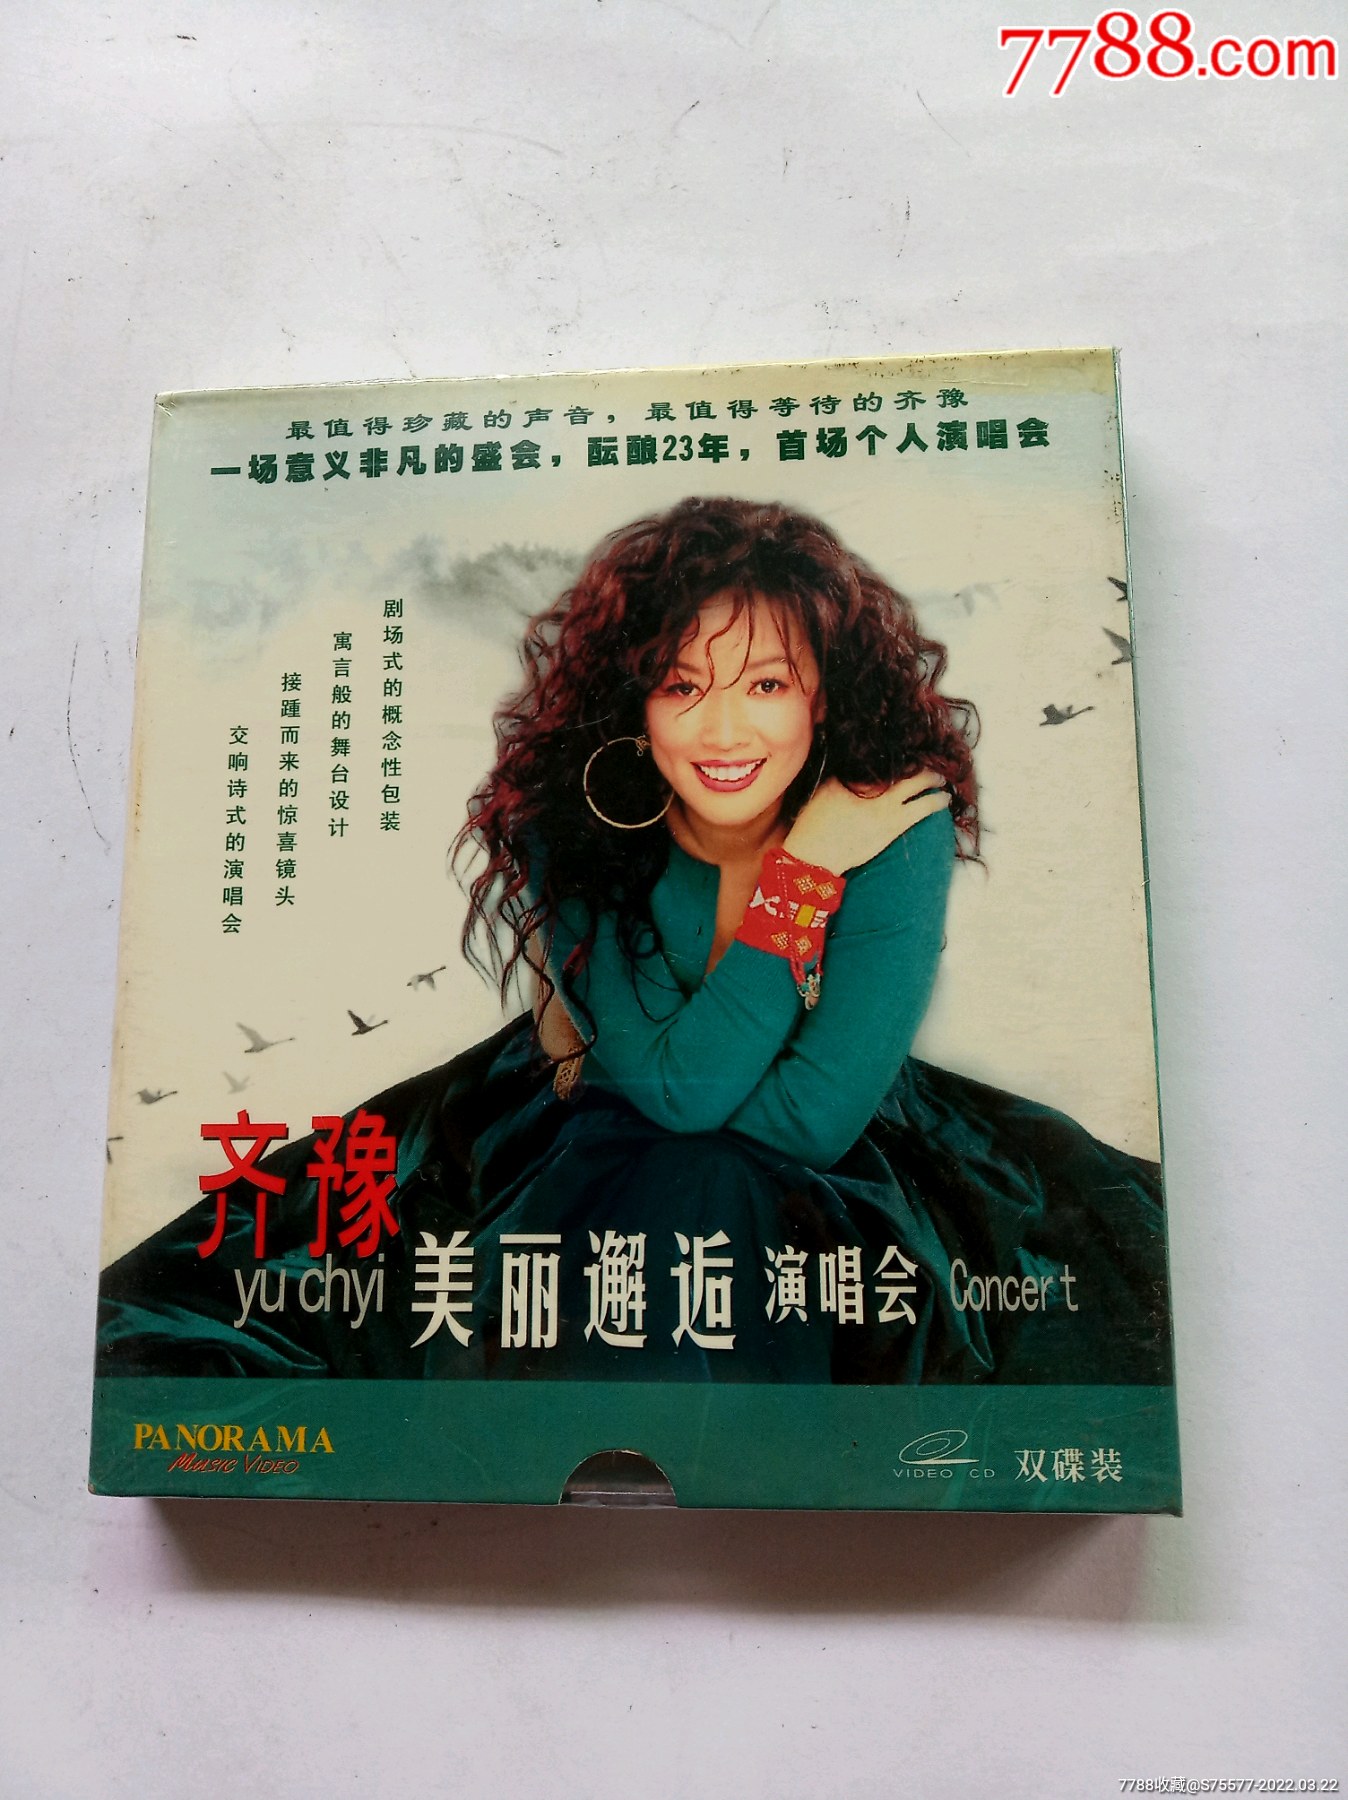 7788.com
最值得珍藏的声音，最值得等待的齐豫
一场意义非凡的盛会，酝酿23年，首场个人演唱会
剧场式的概念性包装
寓言般的舞台设计
接踵而来的惊喜镜头
交响诗式的演唱会
齐豫
yu chyi
美丽邂逅演唱会 Concert
PANORAMA
MUSIC VIDEO
VIDEO CD
双碟装
7788收藏@S75577-2022.03.22